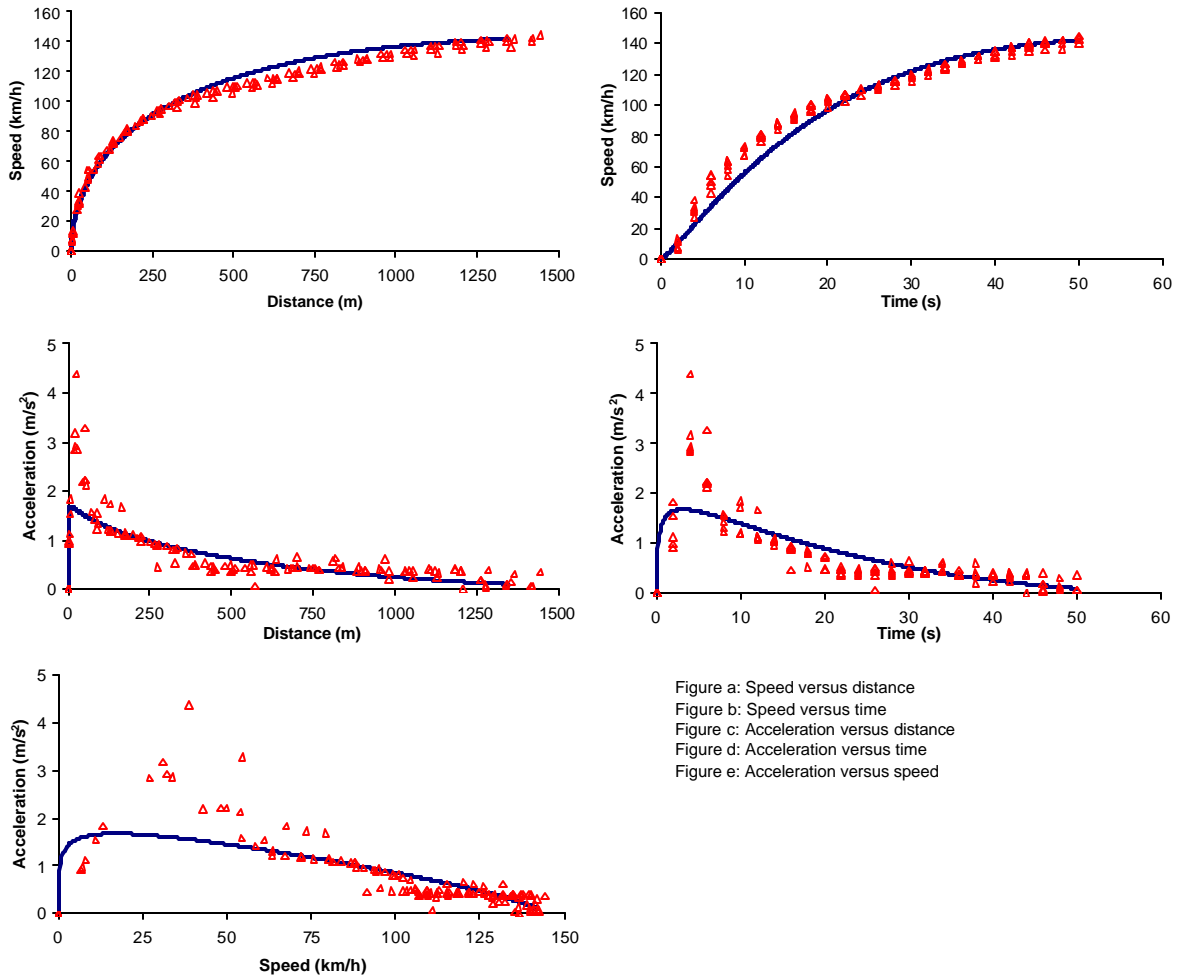 160
140
120
100
80
60
40
20
0
Speed (km/h)
0 250 500 750 1000 1250 1500
Distance (m)
160
140
120
100
80
60
40
20
0
Speed (km/h)
0 10 20 30 40 50 60
Time (s)
5
4
3
2
1
0
Acceleration (m/s²)
0 250 500 750 1000 1250 1500
Distance (m)
5
4
3
2
1
0
Acceleration (m/s²)
0 10 20 30 40 50 60
Time (s)
5
4
3
2
1
0
Acceleration (m/s²)
0 25 50 75 100 125 150
Speed (km/h)
Figure a: Speed versus distance
Figure b: Speed versus time
Figure c: Acceleration versus distance
Figure d: Acceleration versus time
Figure e: Acceleration versus speed